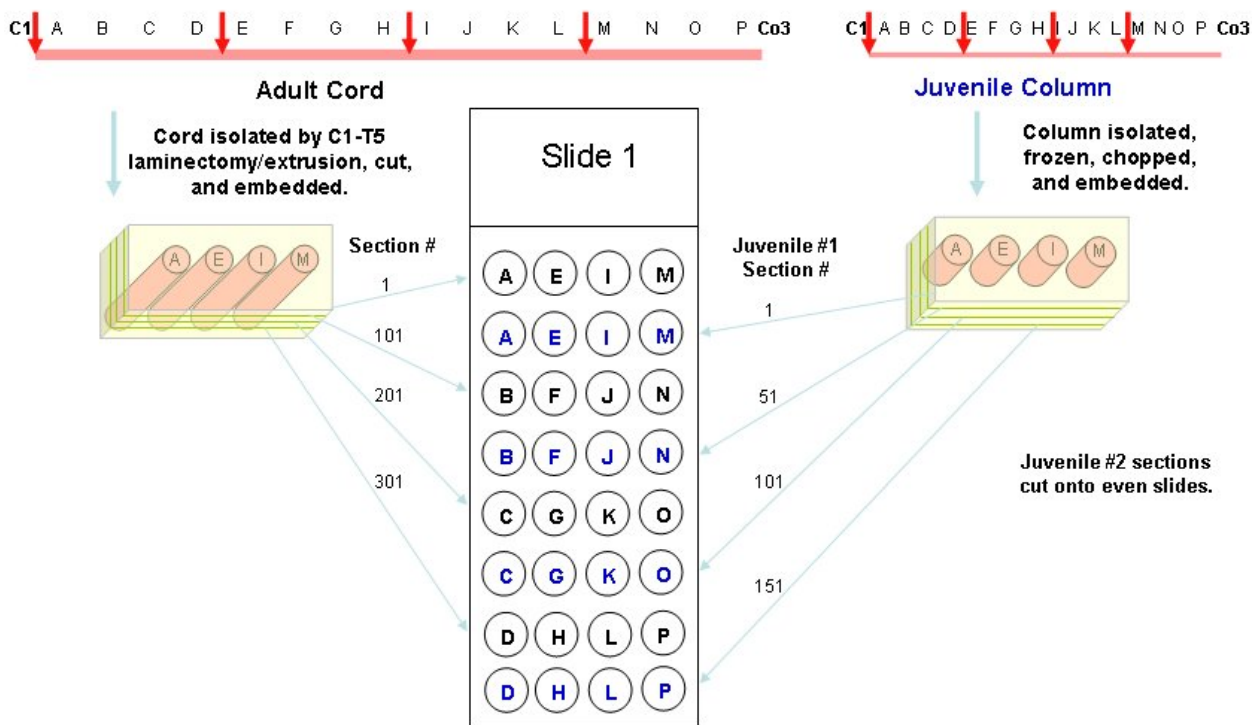 C1 A B C D E F G H I J K L M N O P Co3
C1 A B C D E F G H I J K L M N O P Co3
Adult Cord
Juvenile Column
Cord isolated by C1-T5
laminectomy/extrusion, cut,
and embedded.
Slide 1
Column isolated,
frozen, chopped,
and embedded.
A E I M
Section #
1
101
201
301
A E I M
A E I M
B F J N
B F J N
C G K O
C G K O
D H L P
D H L P
Juvenile #1
Section #
1
51
101
151
A E I M
Juvenile #2 sections
cut onto even slides.